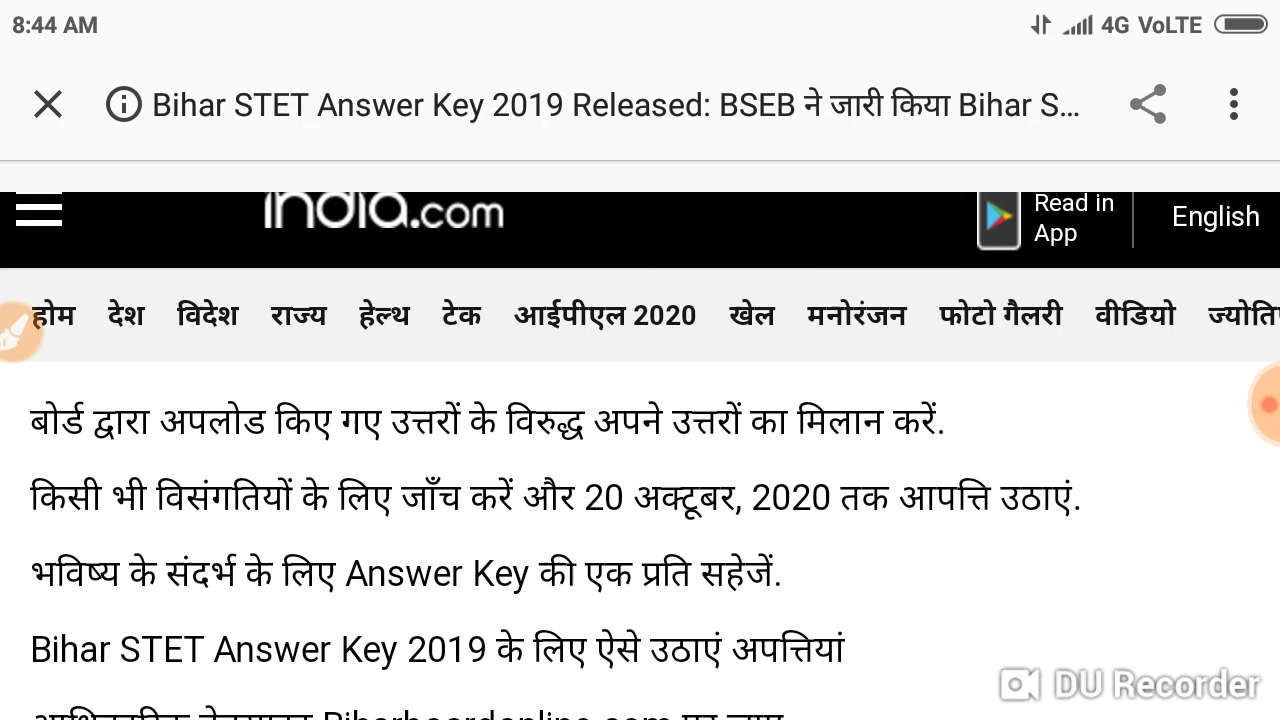 8:44 AM
4G VoLTE
Bihar STET Answer Key 2019 Released: BSEB ने जारी किया Bihar S...
india.com
Read in
App
English
होम देश विदेश राज्य हेल्थ टेक आईपीएल 2020 खेल मनोरंजन फोटो गैलरी वीडियो
बोर्ड द्वारा अपलोड किए गए उत्तरों के विरुद्ध अपने उत्तरों का मिलान करें.
किसी भी विसंगतियों के लिए जाँच करें और 20 अक्टूबर, 2020 तक आपत्ति उठाएं.
भविष्य के संदर्भ के लिए Answer Key की एक प्रति सहेजें.
Bihar STET Answer Key 2019 के लिए ऐसे उठाएं अपत्तियां
DU Recorder